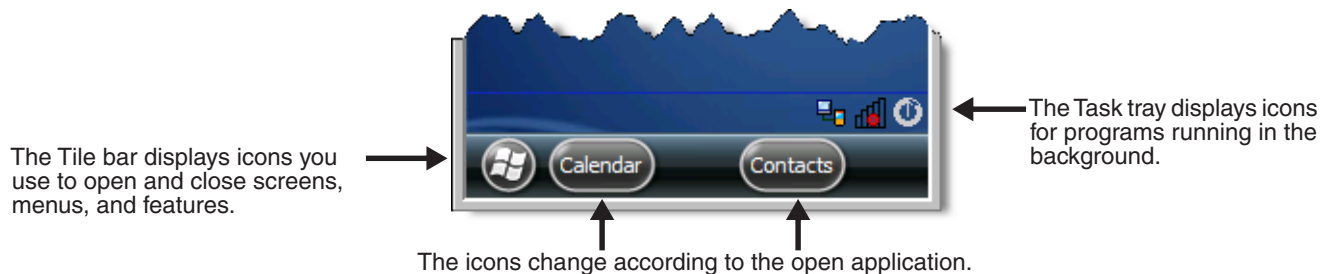 The Task tray displays icons
for programs running in the
background.
The Tile bar displays icons you
use to open and close screens,
menus, and features.
Calendar
Contacts
The icons change according to the open application.